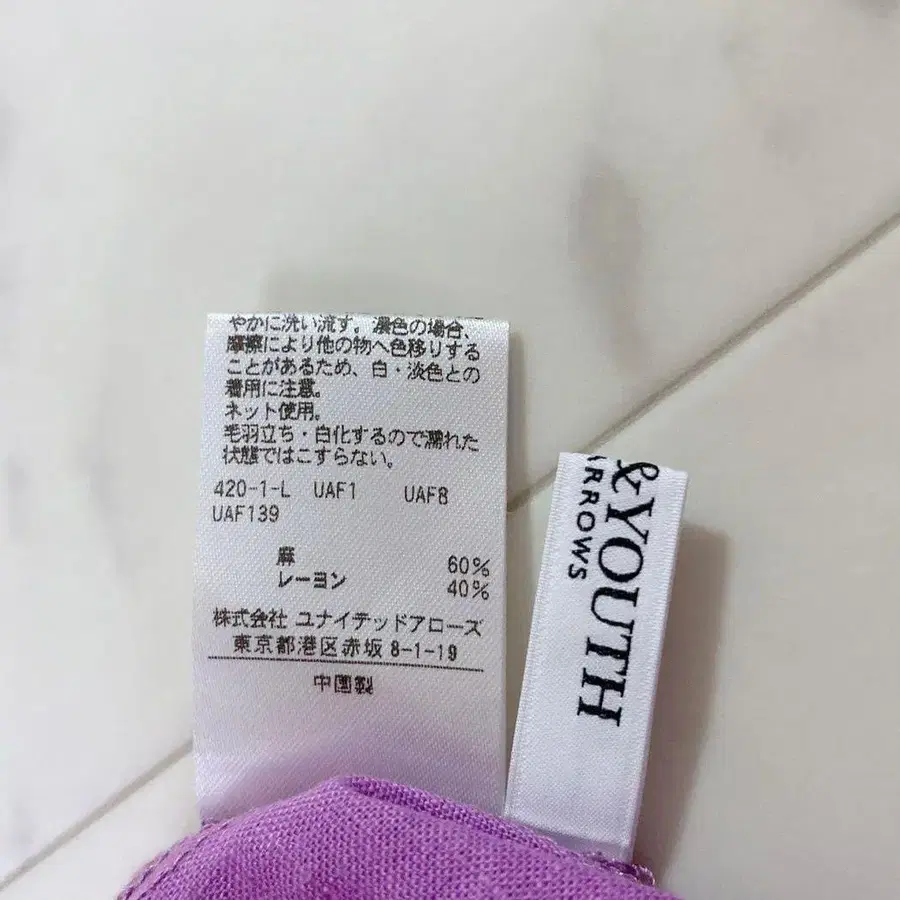 やかに洗い流す。濃色の場合、
摩擦により他の物へ色移りする
ことがあるため、白・淡色との
着用に注意。
ネット使用。
毛羽立ち・白化するので濡れた
状態ではこすらない。
420-1-L UAF1 UAF8
UAF139
麻 60%
レーヨン 40%
株式会社 ユナイテッドアローズ
東京都港区赤坂 8-1-19
中国製
&YOUTH
ARROWS